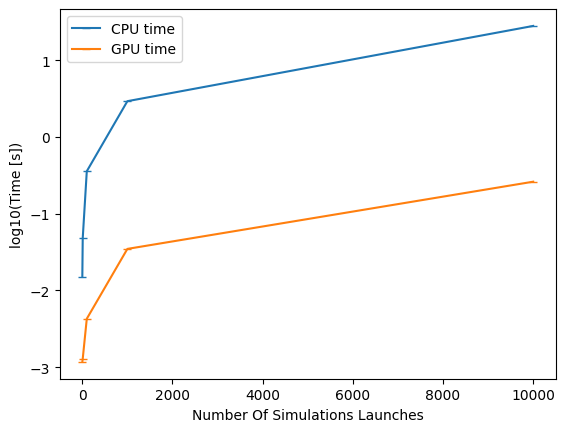 CPU time
GPU time
1
0
−1
−2
−3
log10(Time [s])
0 2000 4000 6000 8000 10000
Number Of Simulations Launches